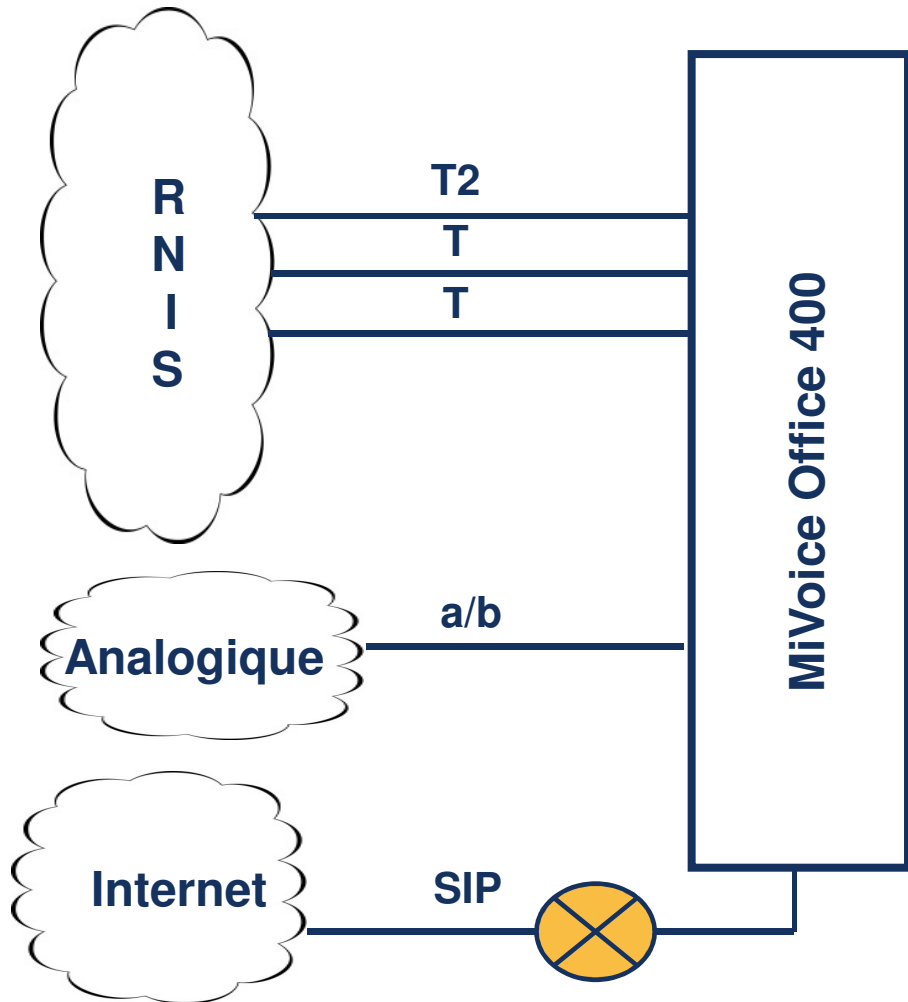 R
N
I
S
T2
T
T
MiVoice Office 400
a/b
Analogique
SIP
Internet